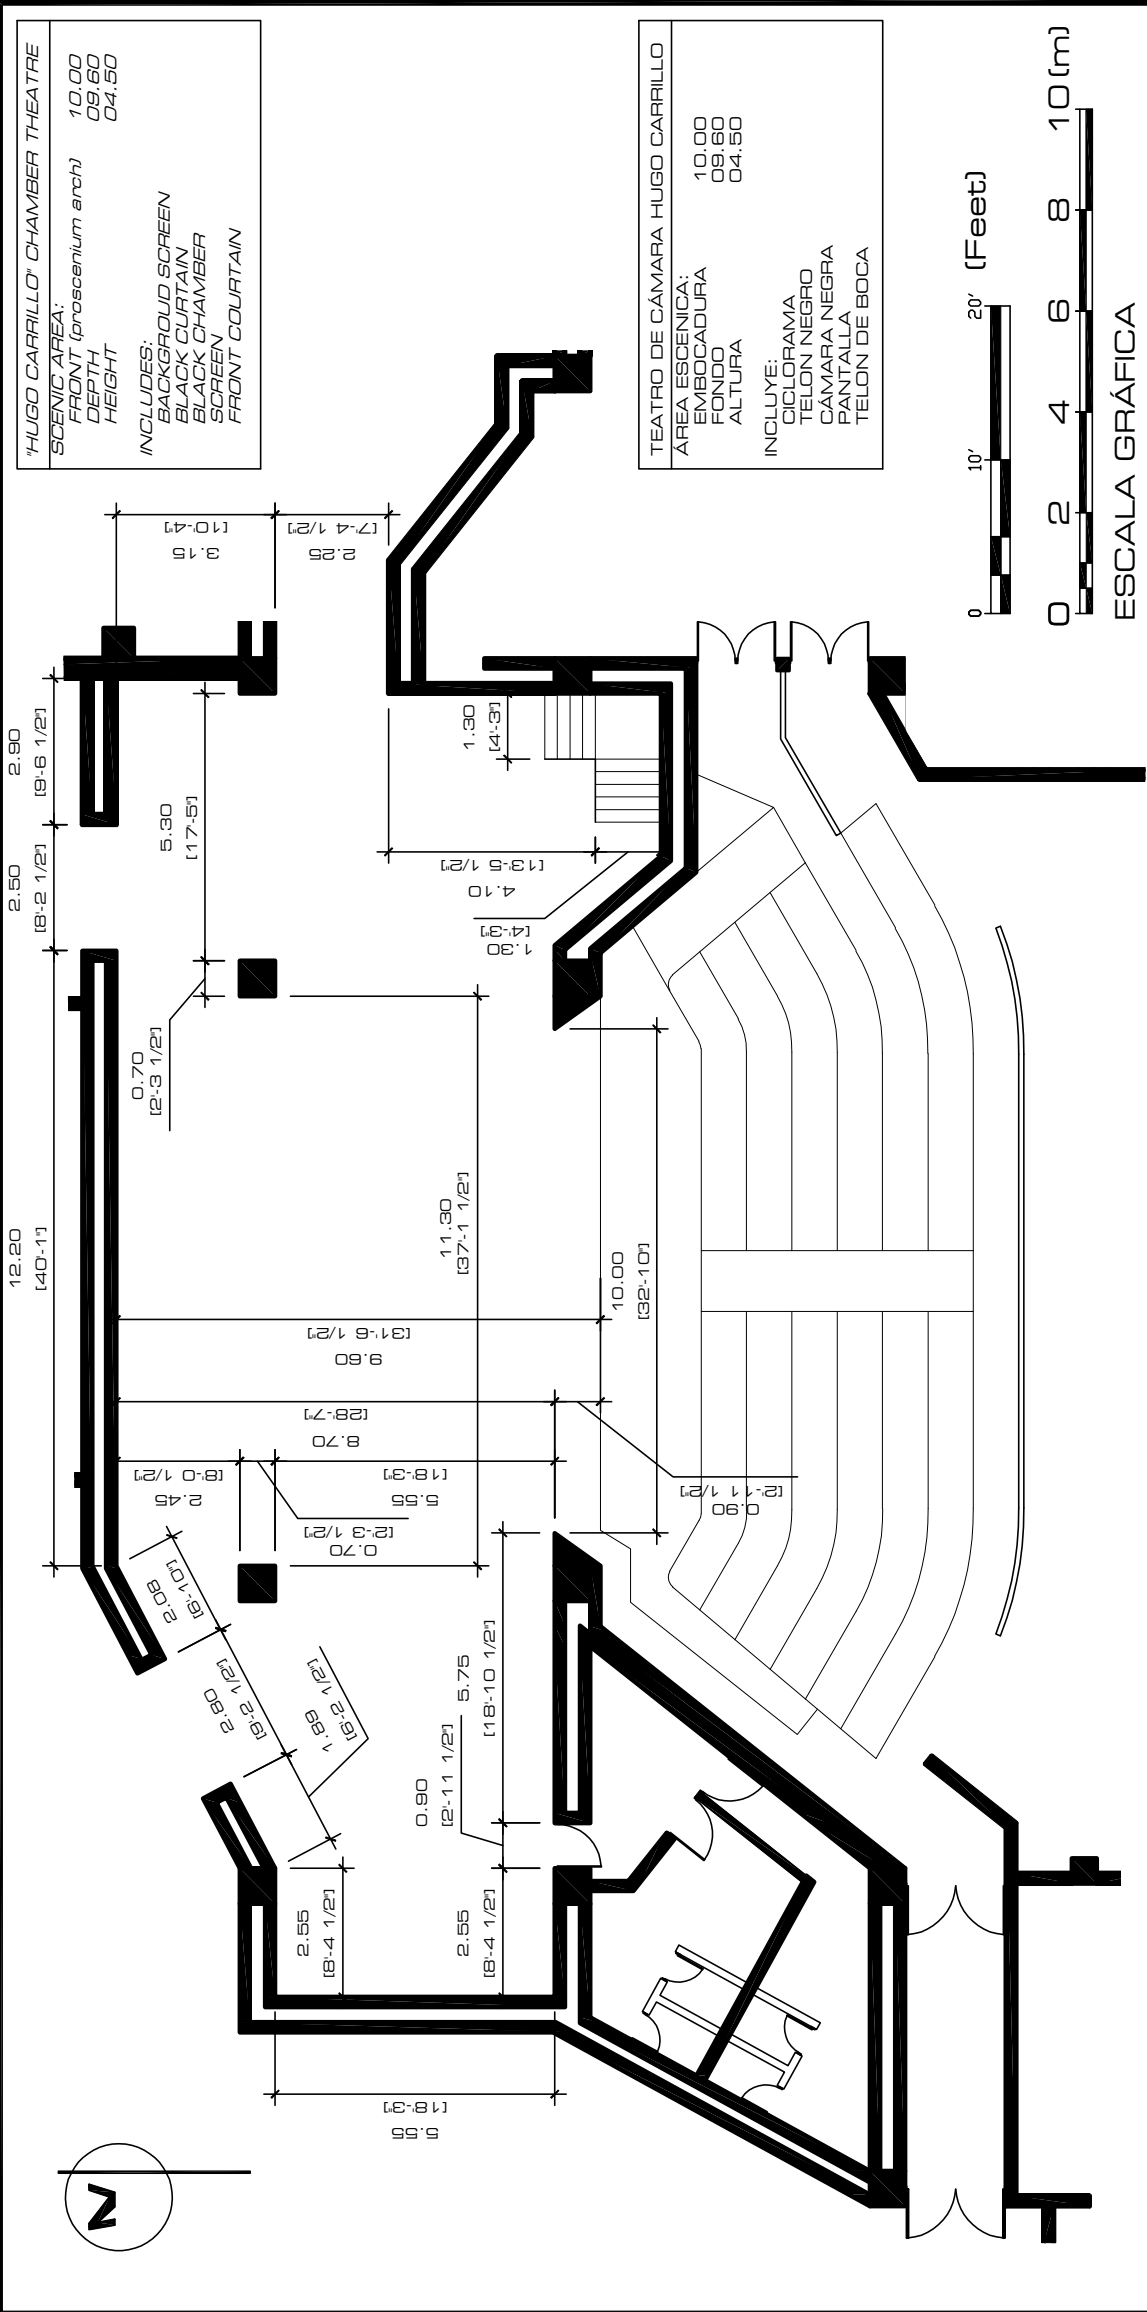 "HUGO CARRILLO" CHAMBER THEATRE
SCENIC AREA:
FRONT (proscenium arch) 10.00
DEPTH 09.60
HEIGHT 04.50
INCLUDES:
BACKGROUD SCREEN
BLACK CURTAIN
BLACK CHAMBER
SCREEN
FRONT COURTAIN
TEATRO DE CÁMARA HUGO CARRILLO
ÁREA ESCENICA:
EMBOCADURA 10.00
FONDO 09.60
ALTURA 04.50
INCLUYE:
CICLORAMA
TELON NEGRO
CÁMARA NEGRA
PANTALLA
TELON DE BOCA
0 10' 20' (Feet)
0 2 4 6 8 10(m)
ESCALA GRÁFICA
N
12.20
[40'-1"]
2.50
[8'-2 1/2"]
2.90
[9'-6 1/2"]
3.15
[10'-4"]
2.25
[7'-4 1/2"]
5.30
[17'-5"]
0.70
[2'-3 1/2"]
1.30
[4'-3"]
4.10
[13'-5 1/2"]
1.30
[4'-3"]
11.30
[37'-1 1/2"]
10.00
[32'-10"]
9.60
[31'-6 1/2"]
8.70
[28'-7"]
2.45
[8'-0 1/2"]
5.55
[18'-3"]
0.70
[2'-3 1/2"]
0.90
[2'-11 1/2"]
2.08
[6'-10"]
2.80
[9'-2 1/2"]
1.89
[6'-2 1/2"]
5.75
[18'-10 1/2"]
0.90
[2'-11 1/2"]
2.55
[8'-4 1/2"]
2.55
[8'-4 1/2"]
5.55
[18'-3"]